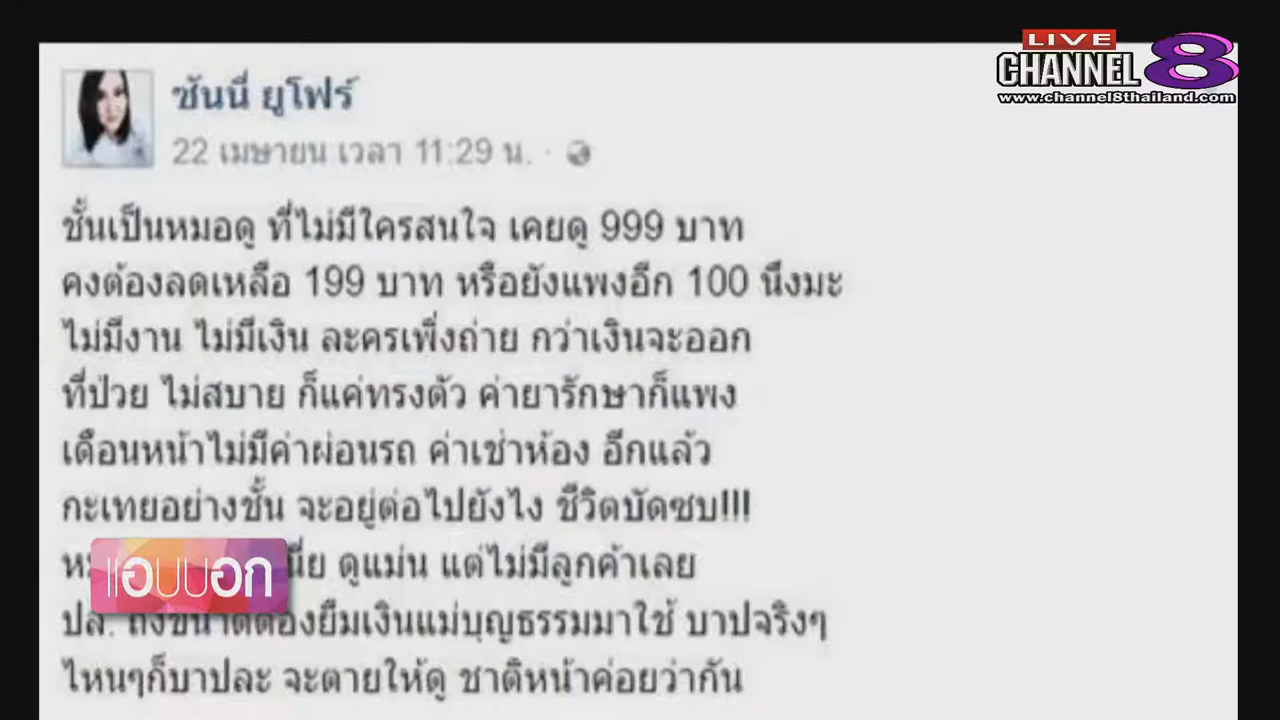 LIVE
CHANNEL 8
www.channel8thailand.com
ซันนี่ ยูโฟร์
22 เมษายน เวลา 11:29 น. ·
ชั้นเป็นหมอดู ที่ไม่มีใครสนใจ เคยดู 999 บาท
คงต้องลดเหลือ 199 บาท หรือยังแพงอีก 100 นึงมะ
ไม่มีงาน ไม่มีเงิน ละครเพิ่งถ่าย กว่าเงินจะออก
ที่ป่วย ไม่สบาย ก็แค่ทรงตัว ค่ายารักษาก็แพง
เดือนหน้าไม่มีค่าผ่อนรถ ค่าเช่าห้อง อีกแล้ว
กะเทยอย่างชั้น จะอยู่ต่อไปยังไง ชีวิตบัดซบ!!!
นี่ย ดูแม่น แต่ไม่มีลูกค้าเลย
แอบบอก
ปล. ถึงขนาดต้องยืมเงินแม่บุญธรรมมาใช้ บาปจริงๆ
ไหนๆก็บาปละ จะตายให้ดู ชาติหน้าค่อยว่ากัน